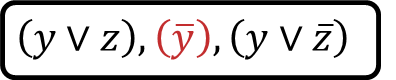 (y ∨ z), (ȳ), (y ∨ z̄)